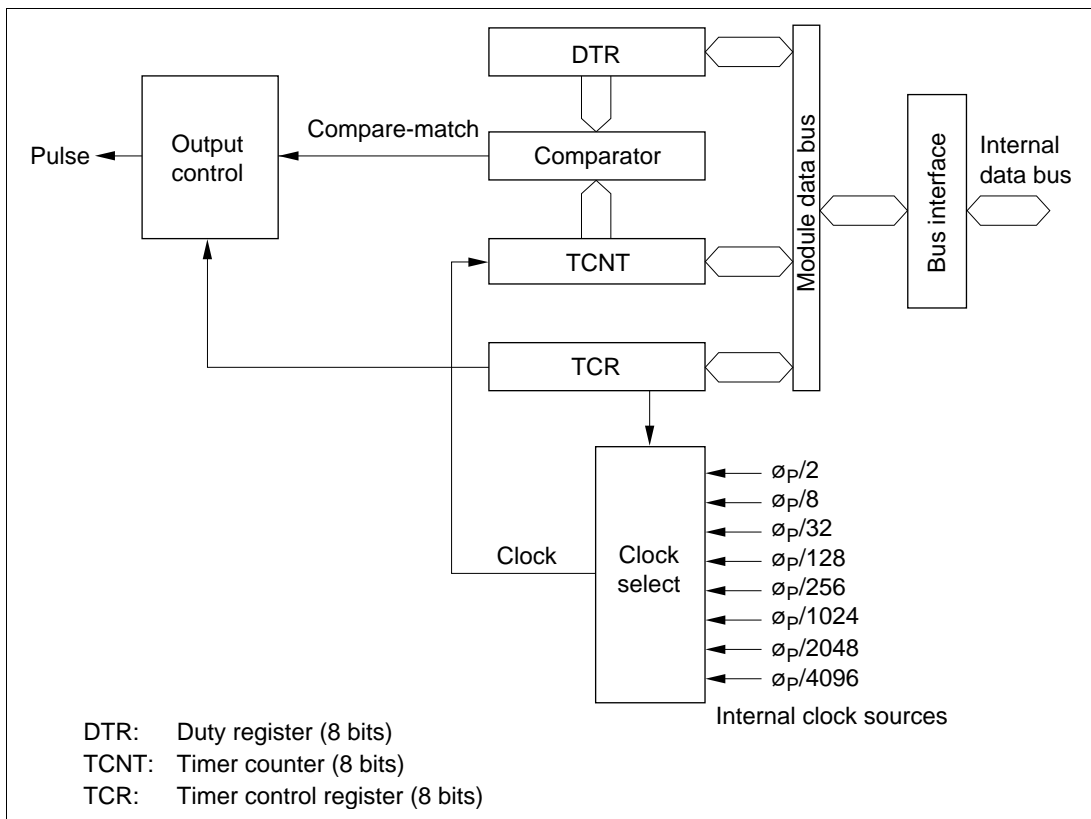 DTR
Compare-match
Pulse
Output
control
Comparator
TCNT
TCR
Module data bus
Bus interface
Internal
data bus
Clock
Clock
select
øP/2
øP/8
øP/32
øP/128
øP/256
øP/1024
øP/2048
øP/4096
Internal clock sources
DTR: Duty register (8 bits)
TCNT: Timer counter (8 bits)
TCR: Timer control register (8 bits)